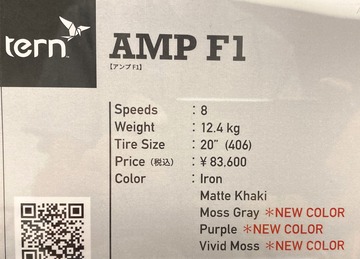 tern™
AMP F1
【アンプF1】
Speeds : 8
Weight : 12.4 kg
Tire Size : 20” (406)
Price (税込) : ¥ 83,600
Color : Iron
Matte Khaki
Moss Gray ＊NEW COLOR
Purple ＊NEW COLOR
Vivid Moss ＊NEW COLOR